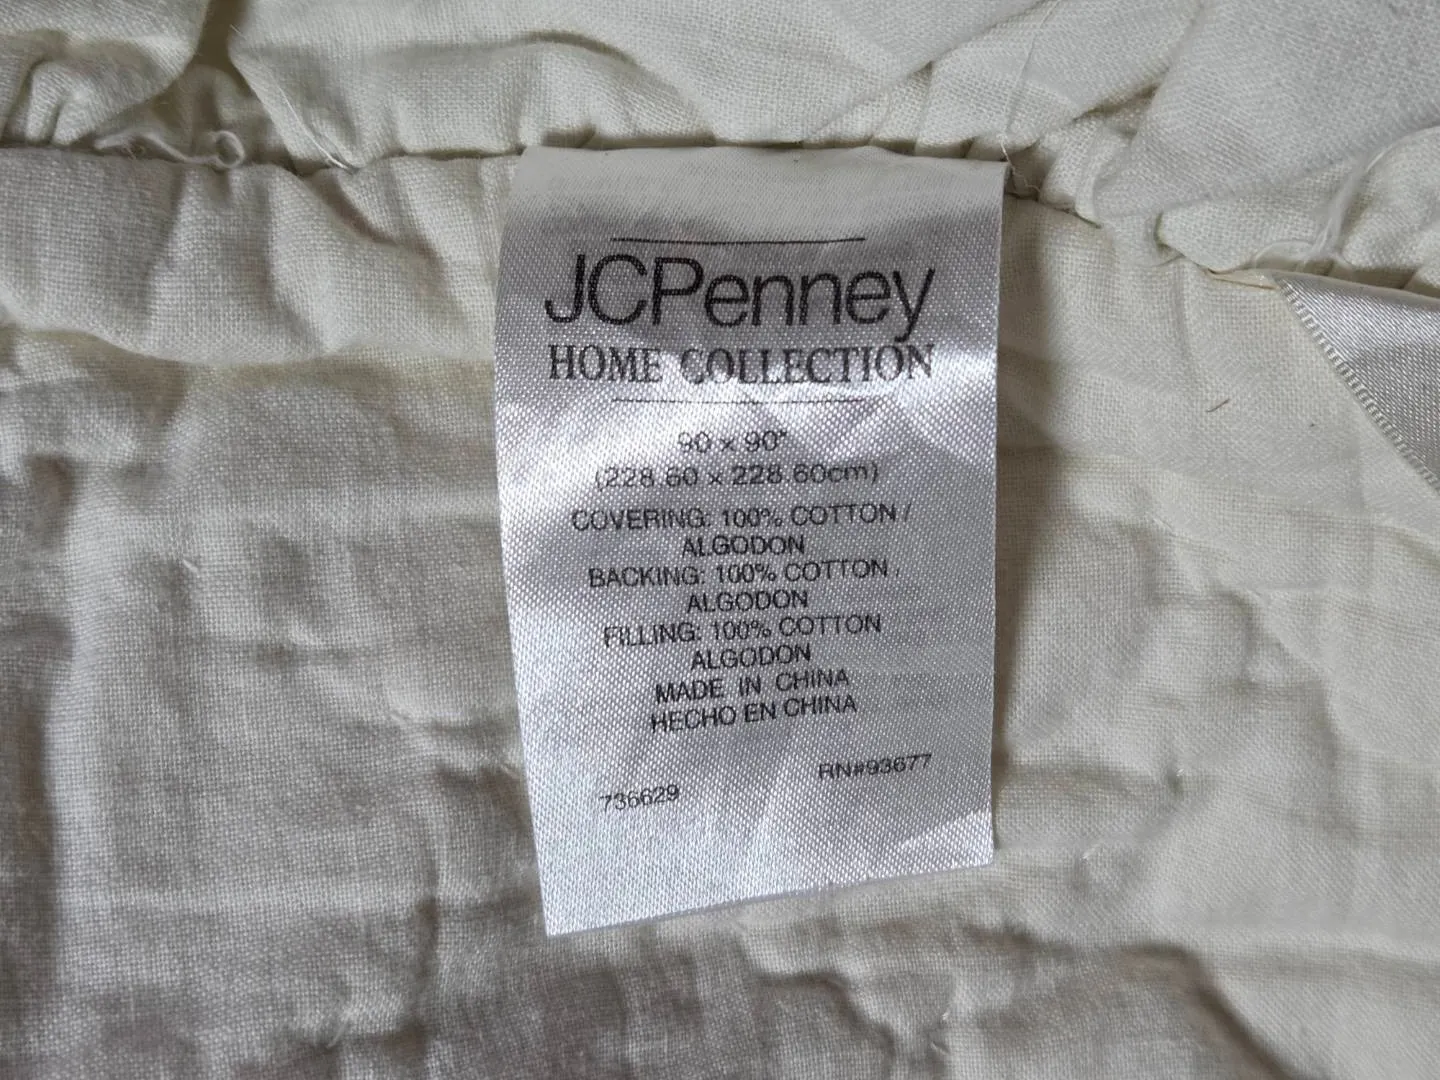 JCPenney
HOME COLLECTION
90 x 90"
(228.60 x 228.60cm)
COVERING: 100% COTTON /
ALGODON
BACKING: 100% COTTON /
ALGODON
FILLING: 100% COTTON
ALGODON
MADE IN CHINA
HECHO EN CHINA
RN#93677
736629